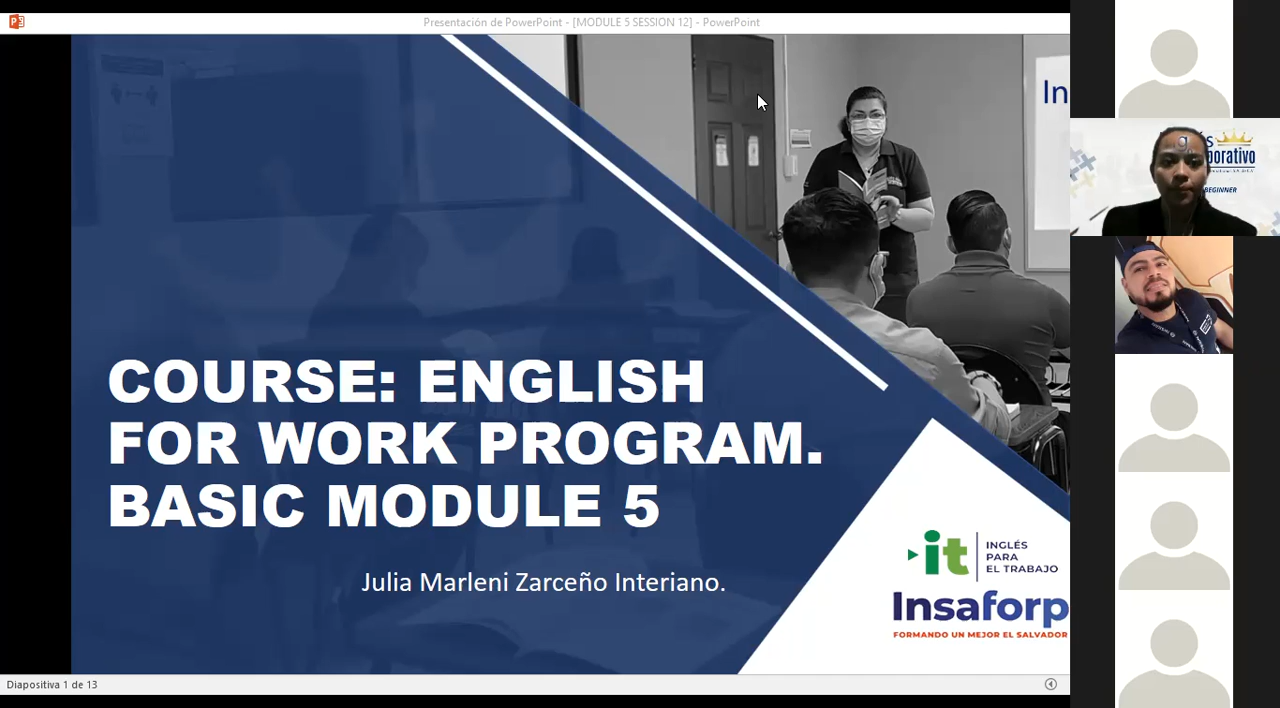 Presentación de PowerPoint - [MODULE 5 SESSION 12] - PowerPoint
In
COURSE: ENGLISH
FOR WORK PROGRAM.
BASIC MODULE 5
Julia Marleni Zarceño Interiano.
it
INGLÉS
PARA
EL TRABAJO
Insaforp
FORMANDO UN MEJOR EL SALVADOR
Diapositiva 1 de 13
BEGINNER